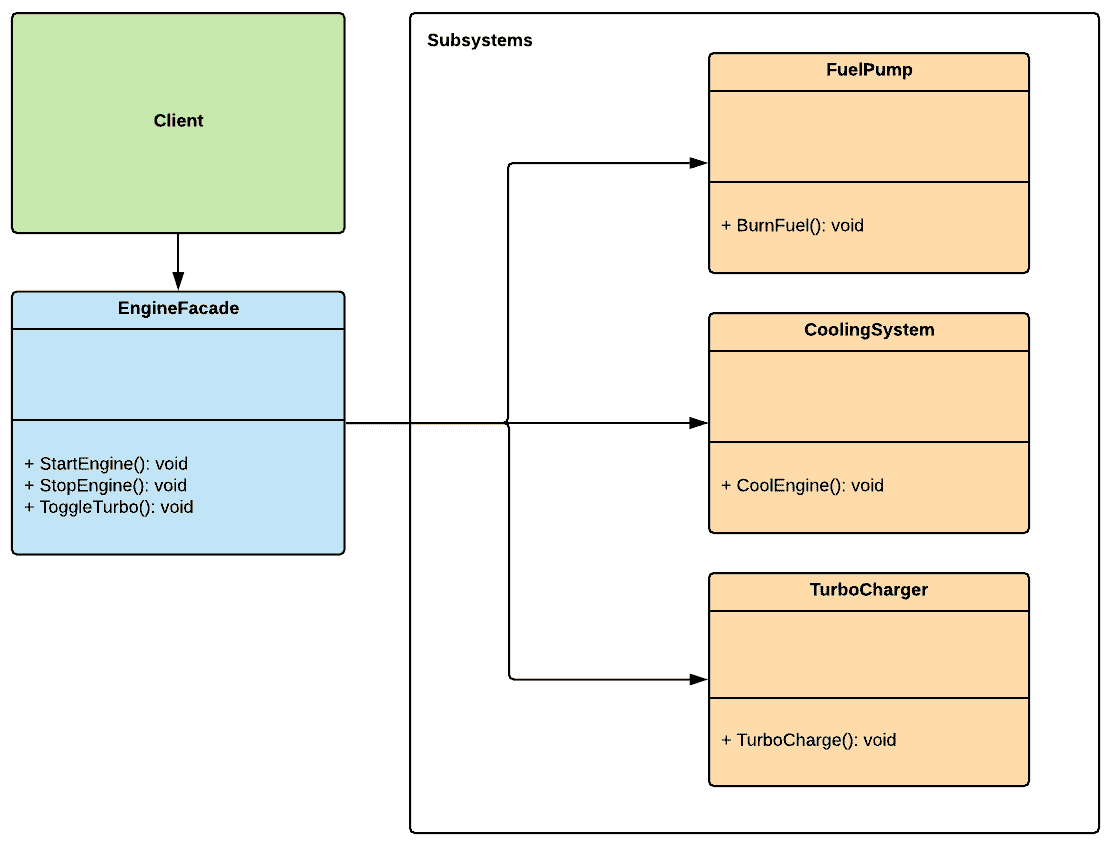 Client
EngineFacade
+ StartEngine(): void
+ StopEngine(): void
+ ToggleTurbo(): void
Subsystems
FuelPump
+ BurnFuel(): void
CoolingSystem
+ CoolEngine(): void
TurboCharger
+ TurboCharge(): void